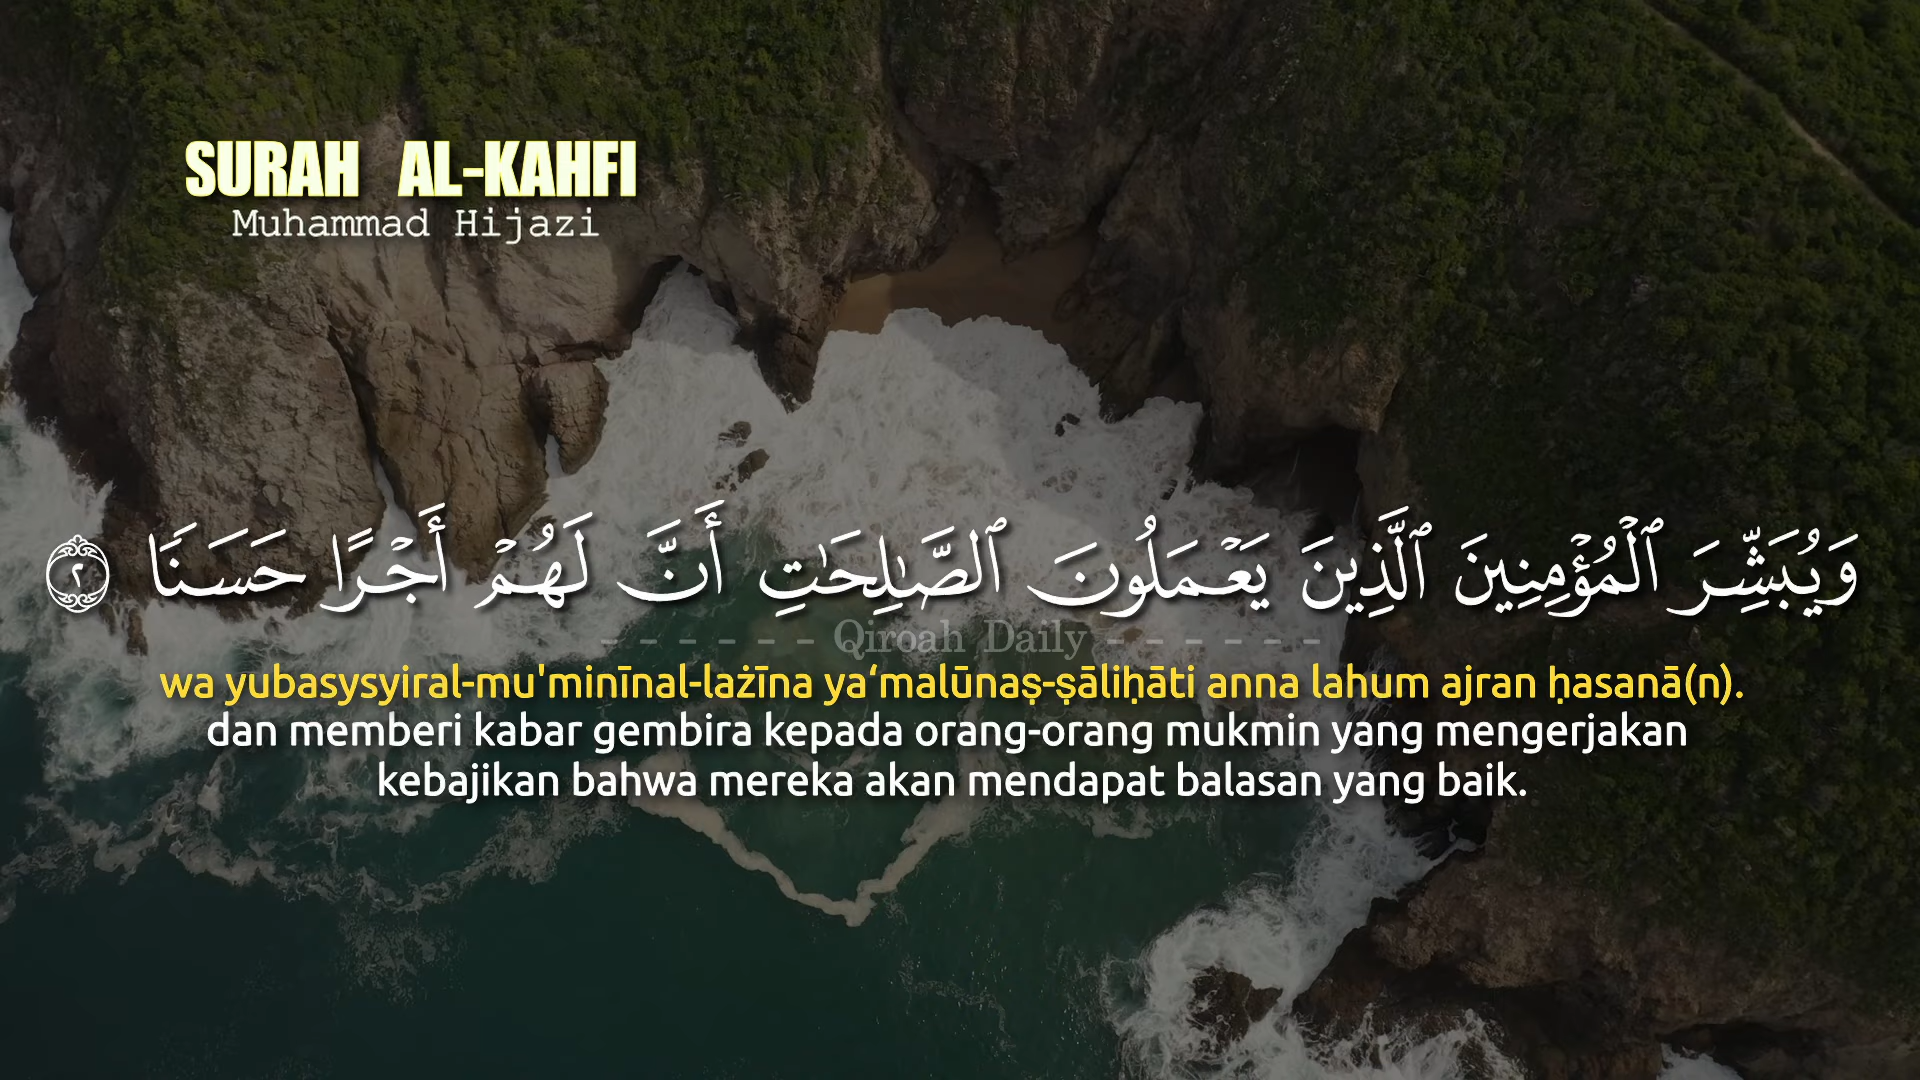 SURAH AL-KAHFI
Muhammad Hijazi
وَيُبَشِّرَ ٱلْمُؤْمِنِينَ ٱلَّذِينَ يَعْمَلُونَ ٱلصَّـٰلِحَـٰتِ أَنَّ لَهُمْ أَجْرًا حَسَنًا ٢
- - - - - - Qiroah Daily - - - - - -
wa yubasysyiral-mu'minīnal-lażīna ya‘malūnaṣ-ṣāliḥāti anna lahum ajran ḥasanā(n).
dan memberi kabar gembira kepada orang-orang mukmin yang mengerjakan
kebajikan bahwa mereka akan mendapat balasan yang baik.